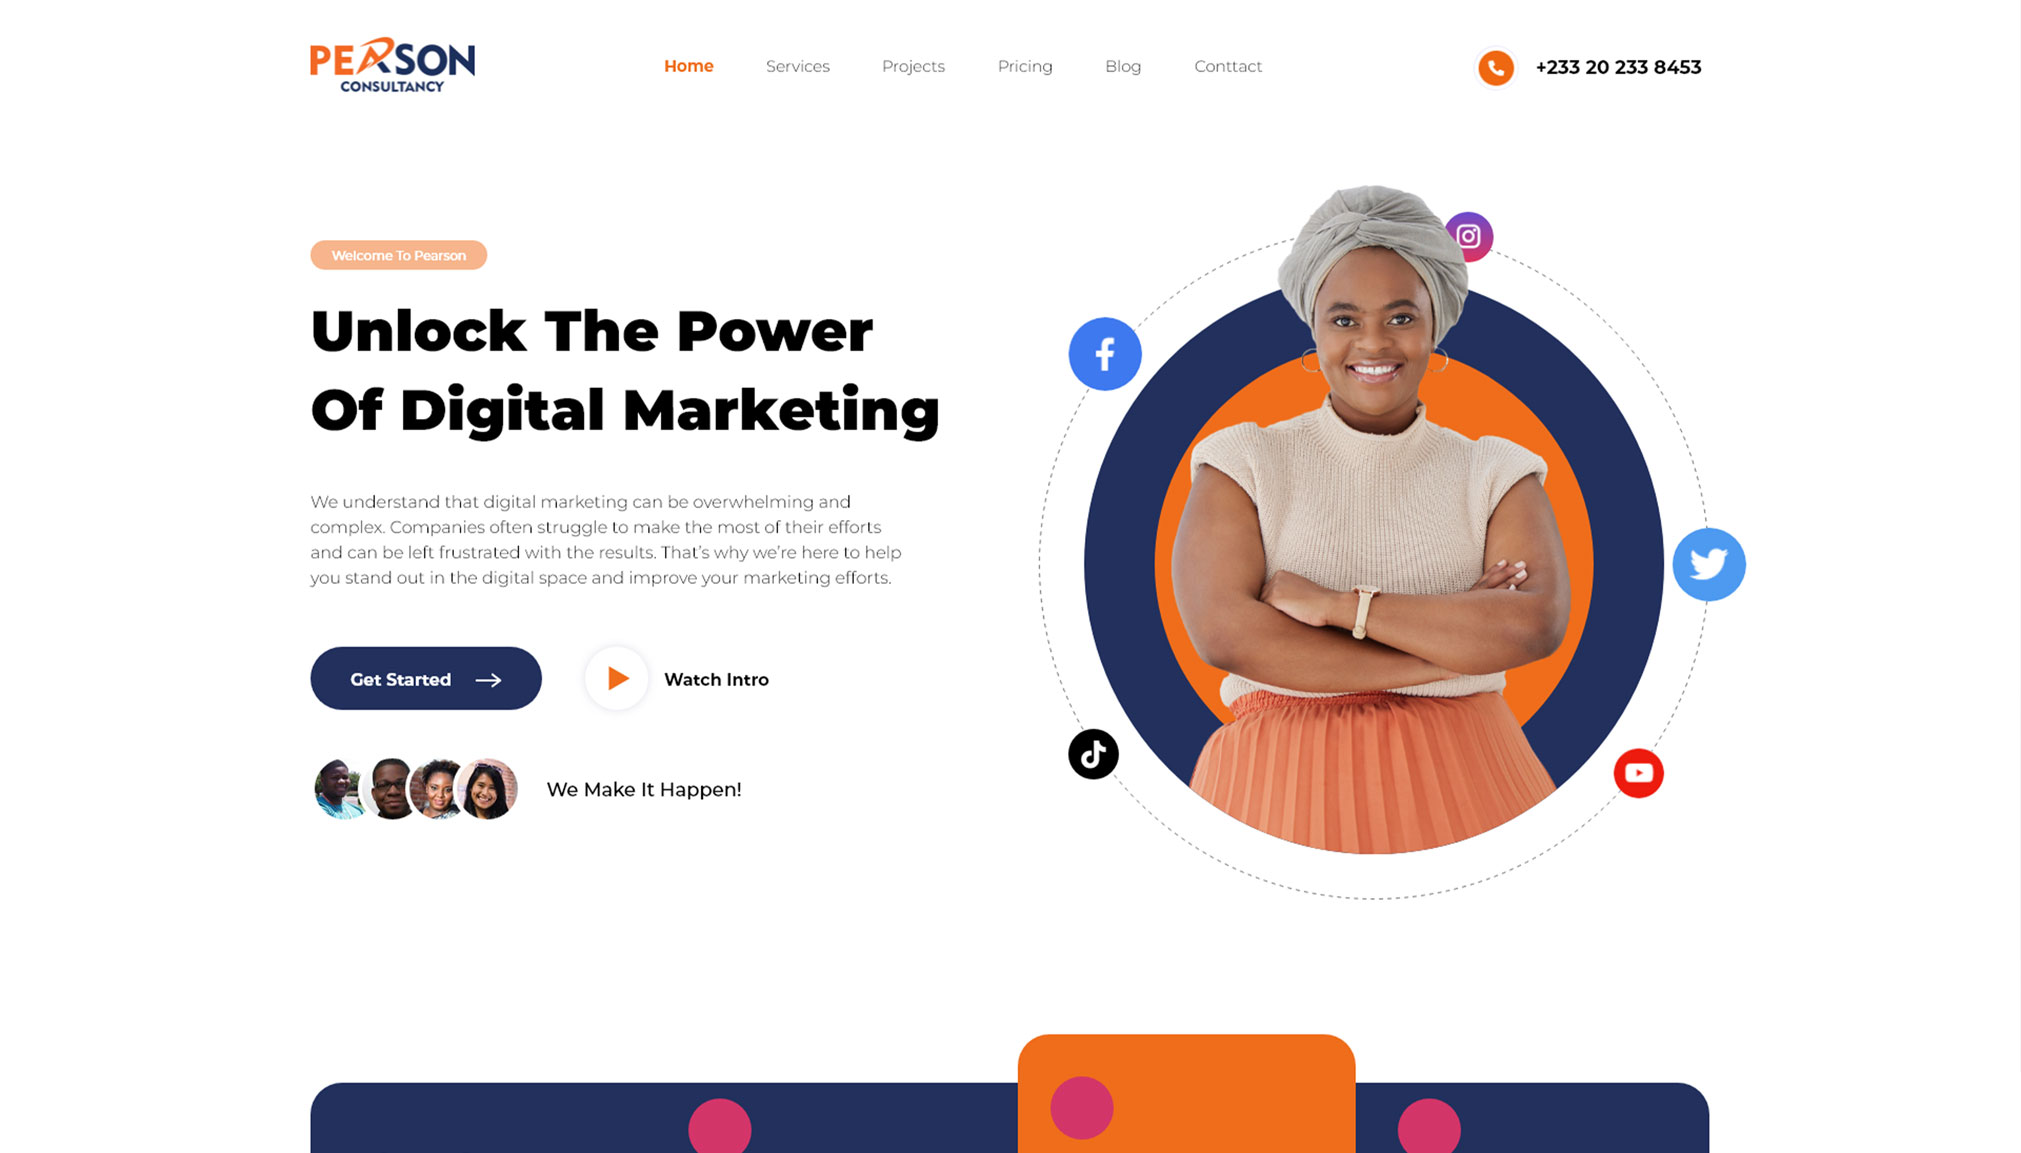 PEARSON
CONSULTANCY
Home
Services
Projects
Pricing
Blog
Conttact
+233 20 233 8453
Welcome To Pearson
Unlock The Power
Of Digital Marketing
We understand that digital marketing can be overwhelming and
complex. Companies often struggle to make the most of their efforts
and can be left frustrated with the results. That’s why we’re here to help
you stand out in the digital space and improve your marketing efforts.
Get Started
Watch Intro
We Make It Happen!